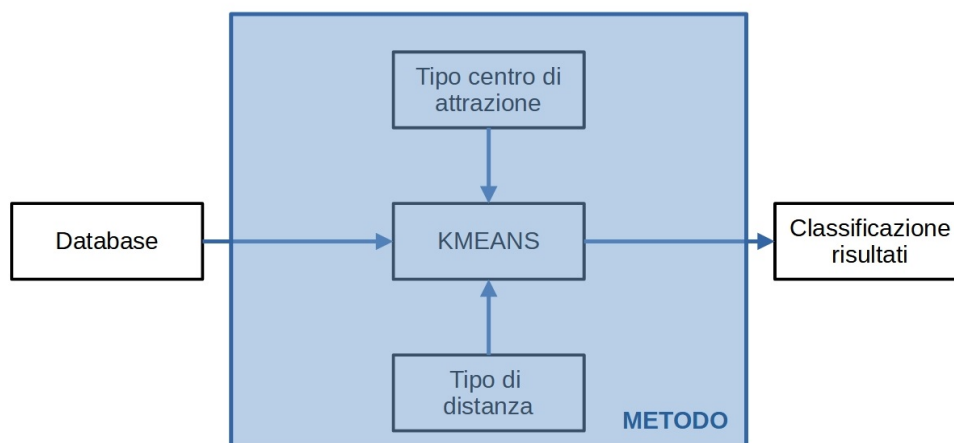 Tipo centro di
attrazione
Database
KMEANS
Classificazione
risultati
Tipo di
distanza
METODO